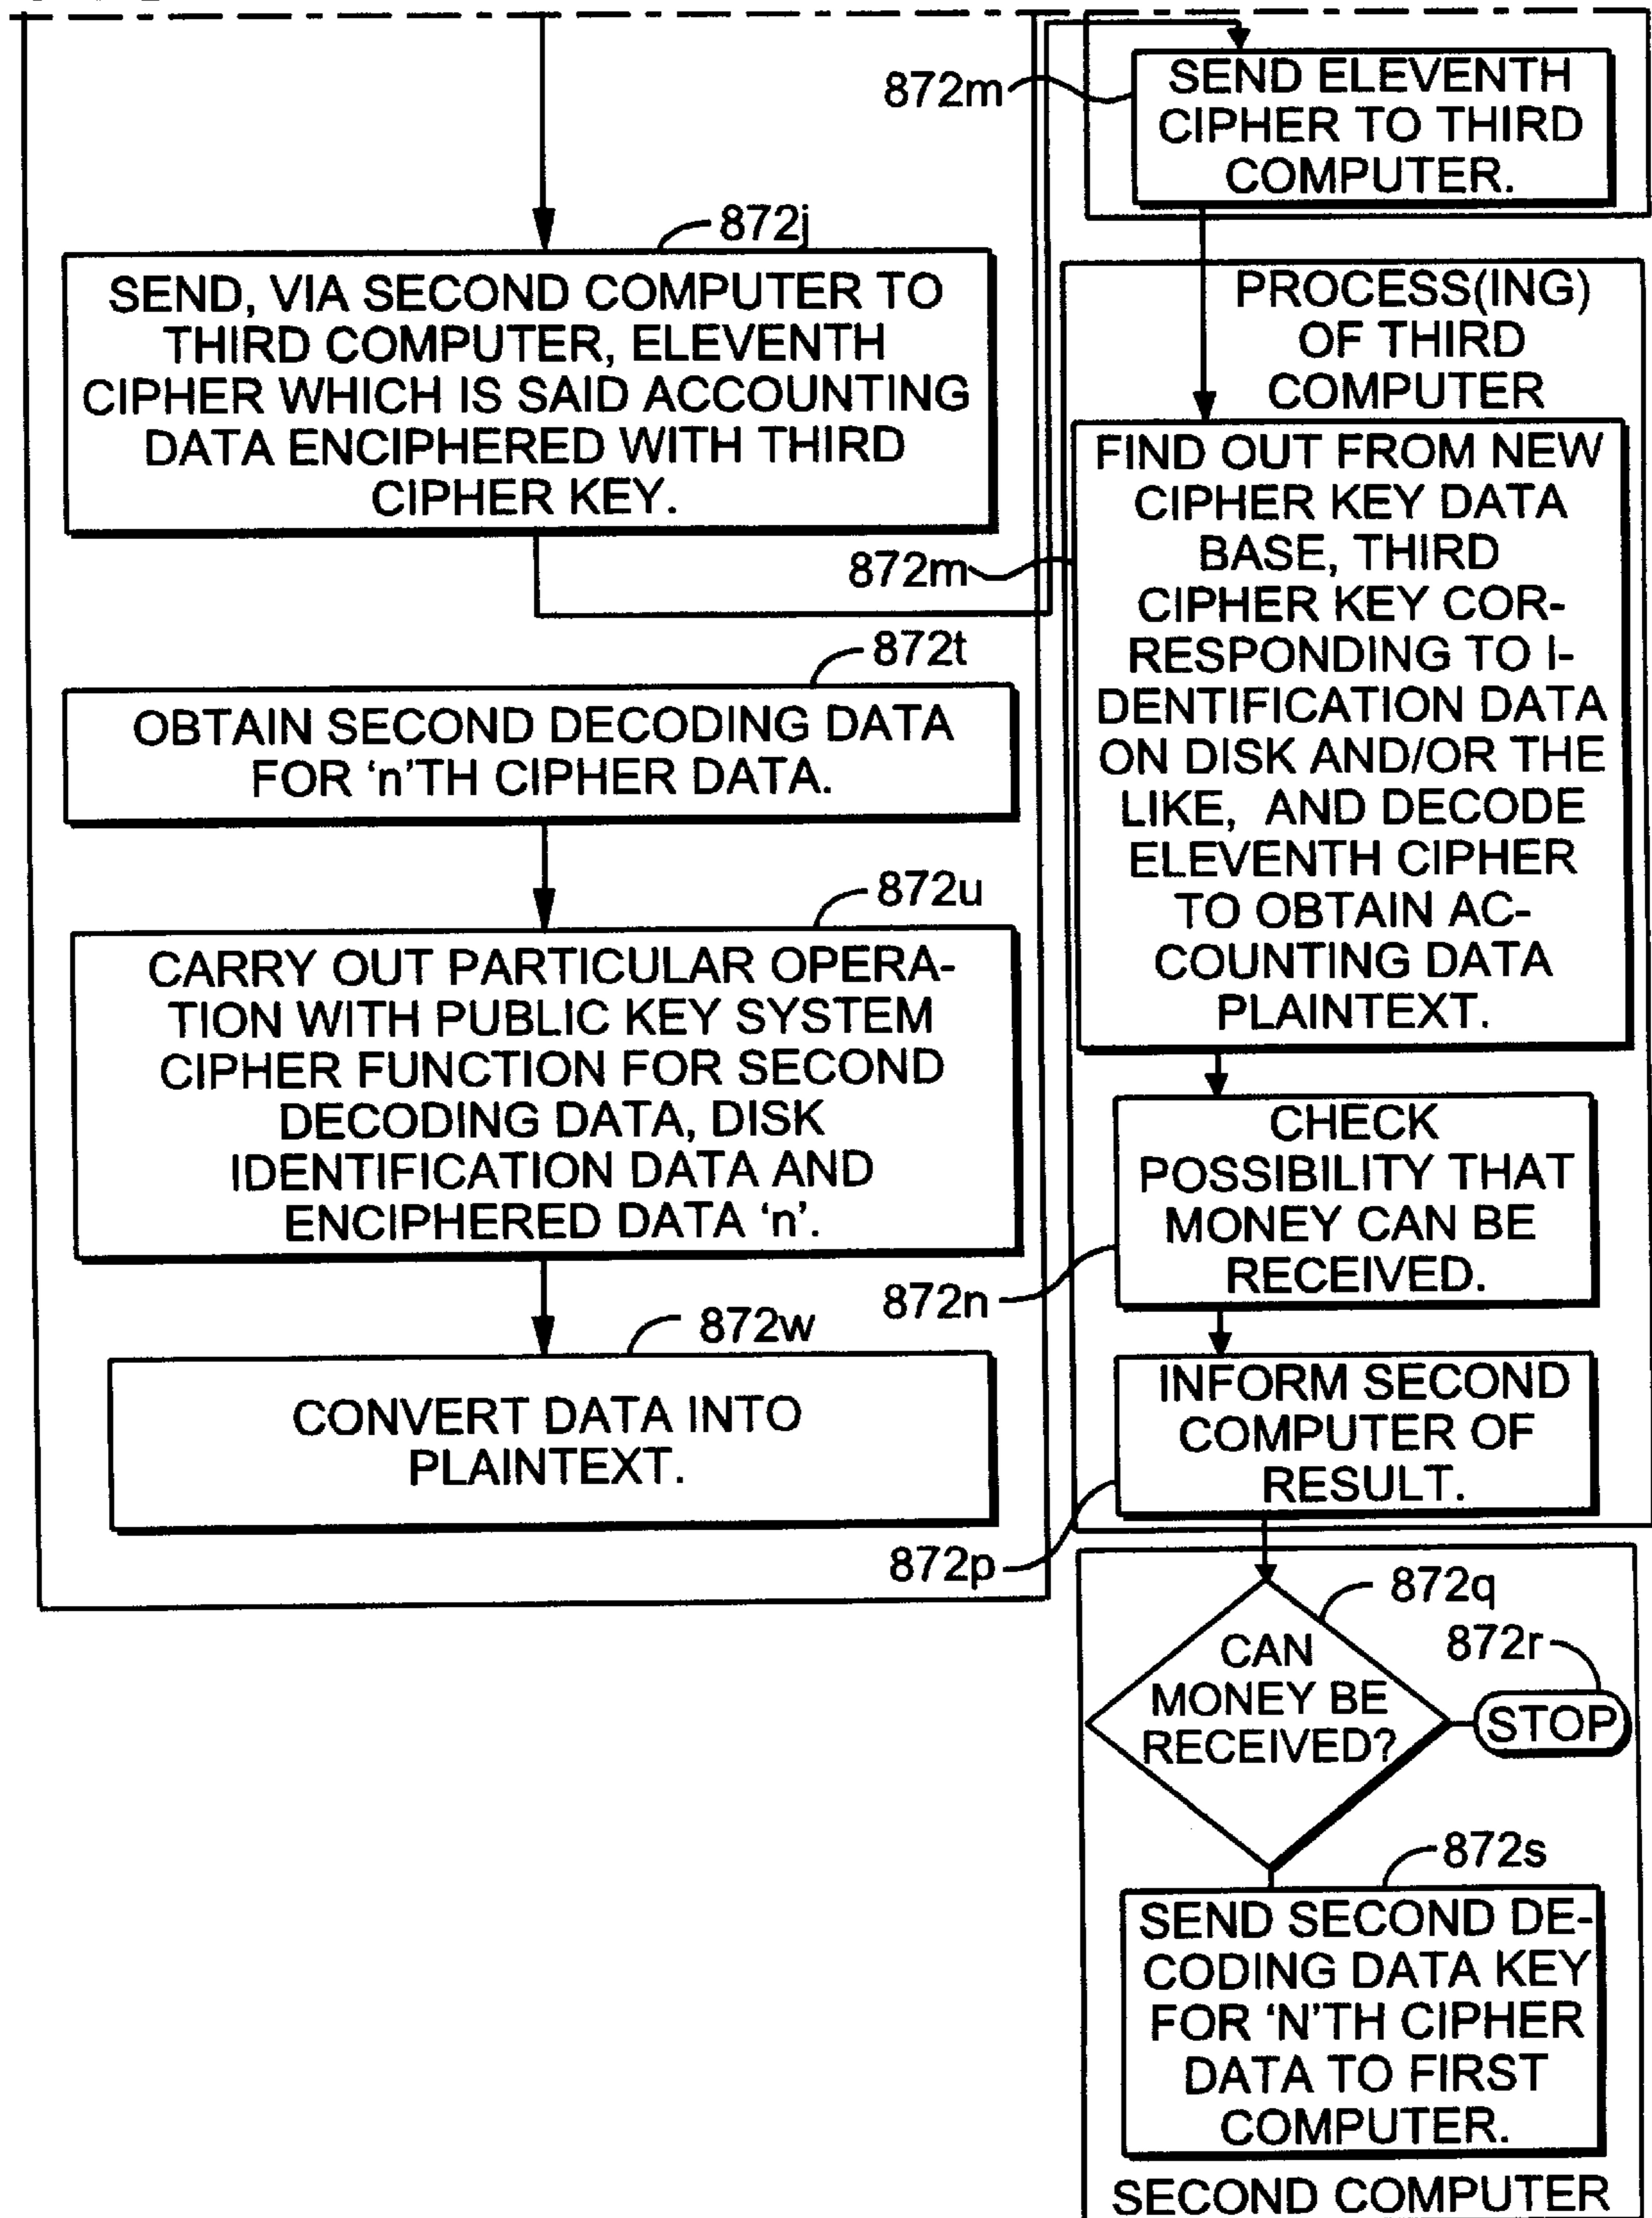 872j
SEND, VIA SECOND COMPUTER TO
THIRD COMPUTER, ELEVENTH
CIPHER WHICH IS SAID ACCOUNTING
DATA ENCIPHERED WITH THIRD
CIPHER KEY.
872t
OBTAIN SECOND DECODING DATA
FOR ‘n’TH CIPHER DATA.
872u
CARRY OUT PARTICULAR OPERA-
TION WITH PUBLIC KEY SYSTEM
CIPHER FUNCTION FOR SECOND
DECODING DATA, DISK
IDENTIFICATION DATA AND
ENCIPHERED DATA ‘n’.
872w
CONVERT DATA INTO
PLAINTEXT.
872m
SEND ELEVENTH
CIPHER TO THIRD
COMPUTER.
PROCESS(ING)
OF THIRD
COMPUTER
872m
FIND OUT FROM NEW
CIPHER KEY DATA
BASE, THIRD
CIPHER KEY COR-
RESPONDING TO I-
DENTIFICATION DATA
ON DISK AND/OR THE
LIKE, AND DECODE
ELEVENTH CIPHER
TO OBTAIN AC-
COUNTING DATA
PLAINTEXT.
CHECK
POSSIBILITY THAT
MONEY CAN BE
RECEIVED.
872n
INFORM SECOND
COMPUTER OF
RESULT.
872p
872q
CAN
MONEY BE
RECEIVED?
872r
STOP
872s
SEND SECOND DE-
CODING DATA KEY
FOR ‘N’TH CIPHER
DATA TO FIRST
COMPUTER.
SECOND COMPUTER